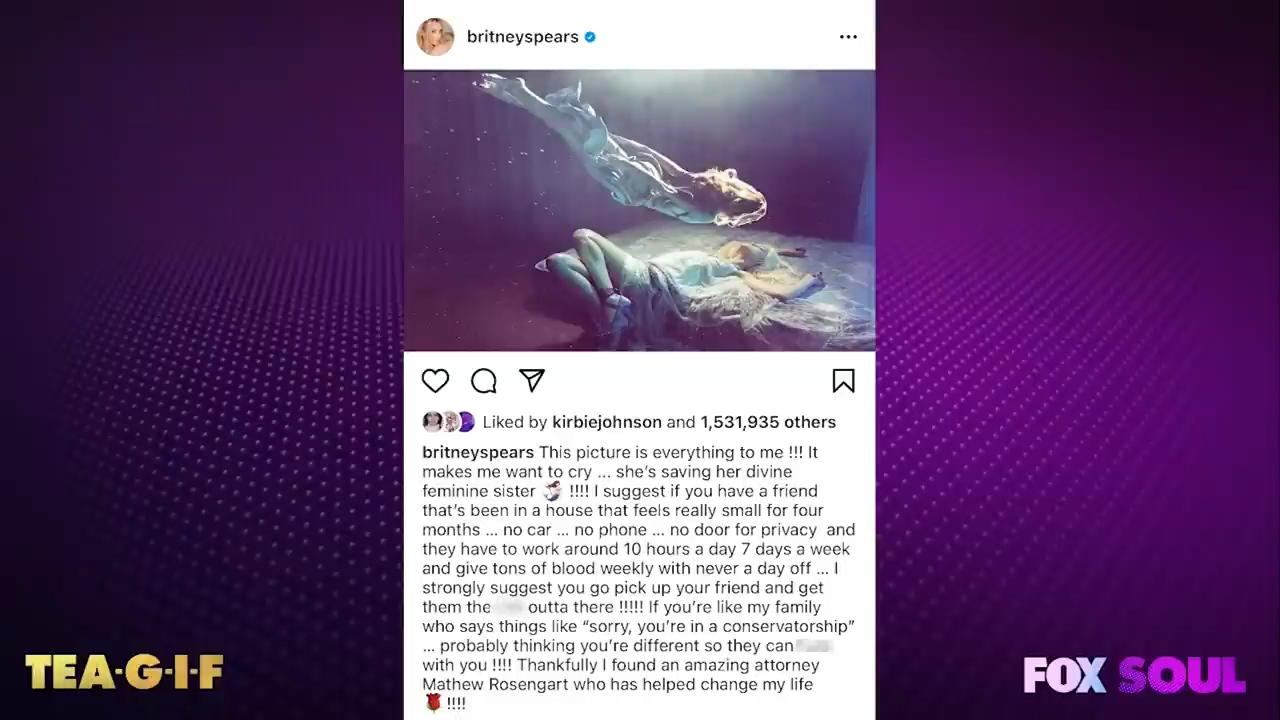 britneyspears
Liked by kirbiejohnson and 1,531,935 others
britneyspears This picture is everything to me !!! It
makes me want to cry ... she's saving her divine
feminine sister !!!! I suggest if you have a friend
that's been in a house that feels really small for four
months ... no car ... no phone ... no door for privacy and
they have to work around 10 hours a day 7 days a week
and give tons of blood weekly with never a day off ... I
strongly suggest you go pick up your friend and get
them the outta there !!!!! If you're like my family
who says things like “sorry, you're in a conservatorship”
... probably thinking you're different so they can
with you !!!! Thankfully I found an amazing attorney
Mathew Rosengart who has helped change my life
🌹 !!!!
TEA-G-I-F
FOX SOUL